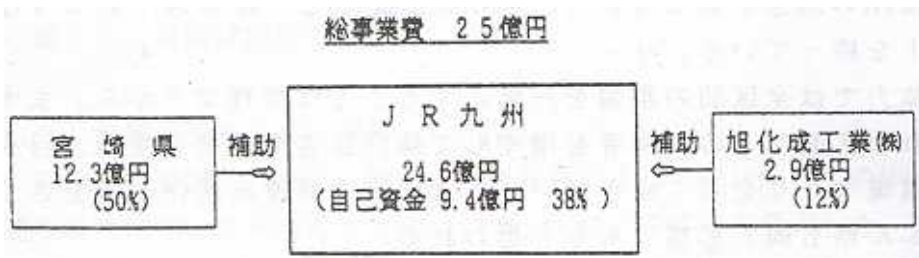 総事業費 25億円
宮崎県
12.3億円
(50%)
補助
JR九州
24.6億円
(自己資金 9.4億円 38%)
補助
旭化成工業㈱
2.9億円
(12%)